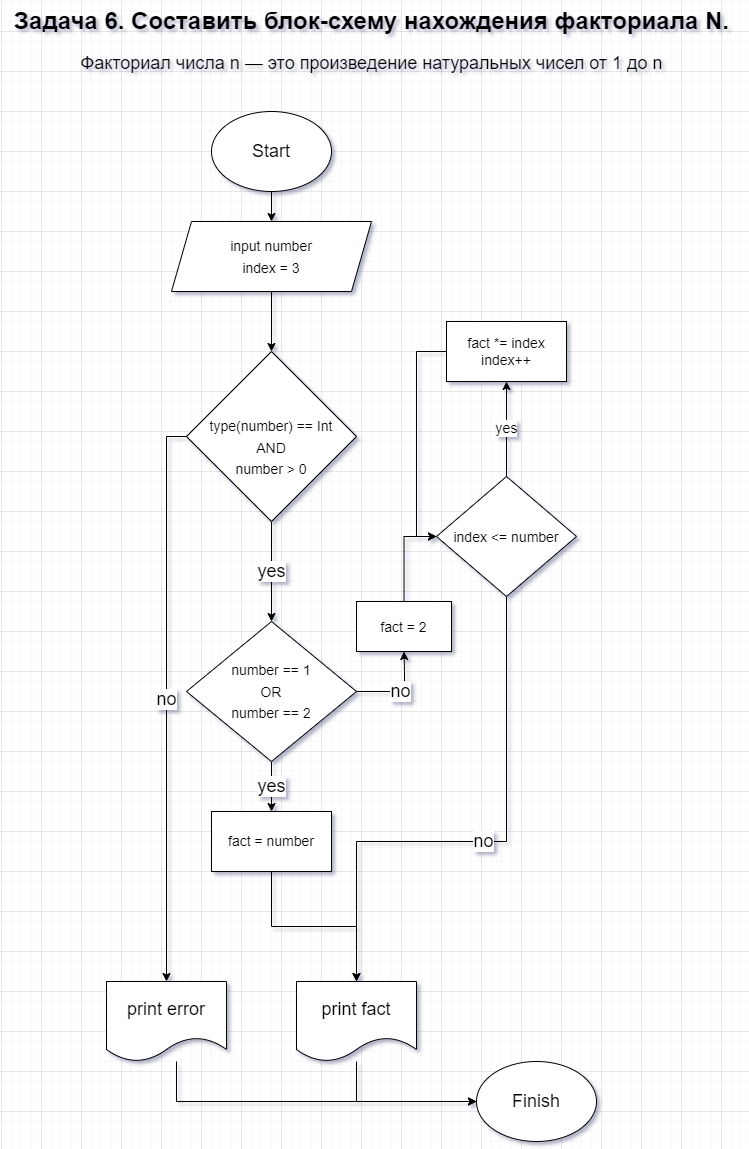 Задача 6. Составить блок-схему нахождения факториала N.
Факториал числа n — это произведение натуральных чисел от 1 до n
Start
input number
index = 3
type(number) == Int
AND
number > 0
yes
no
number == 1
OR
number == 2
yes
no
fact = number
fact = 2
index <= number
yes
fact *= index
index++
no
print error
print fact
Finish